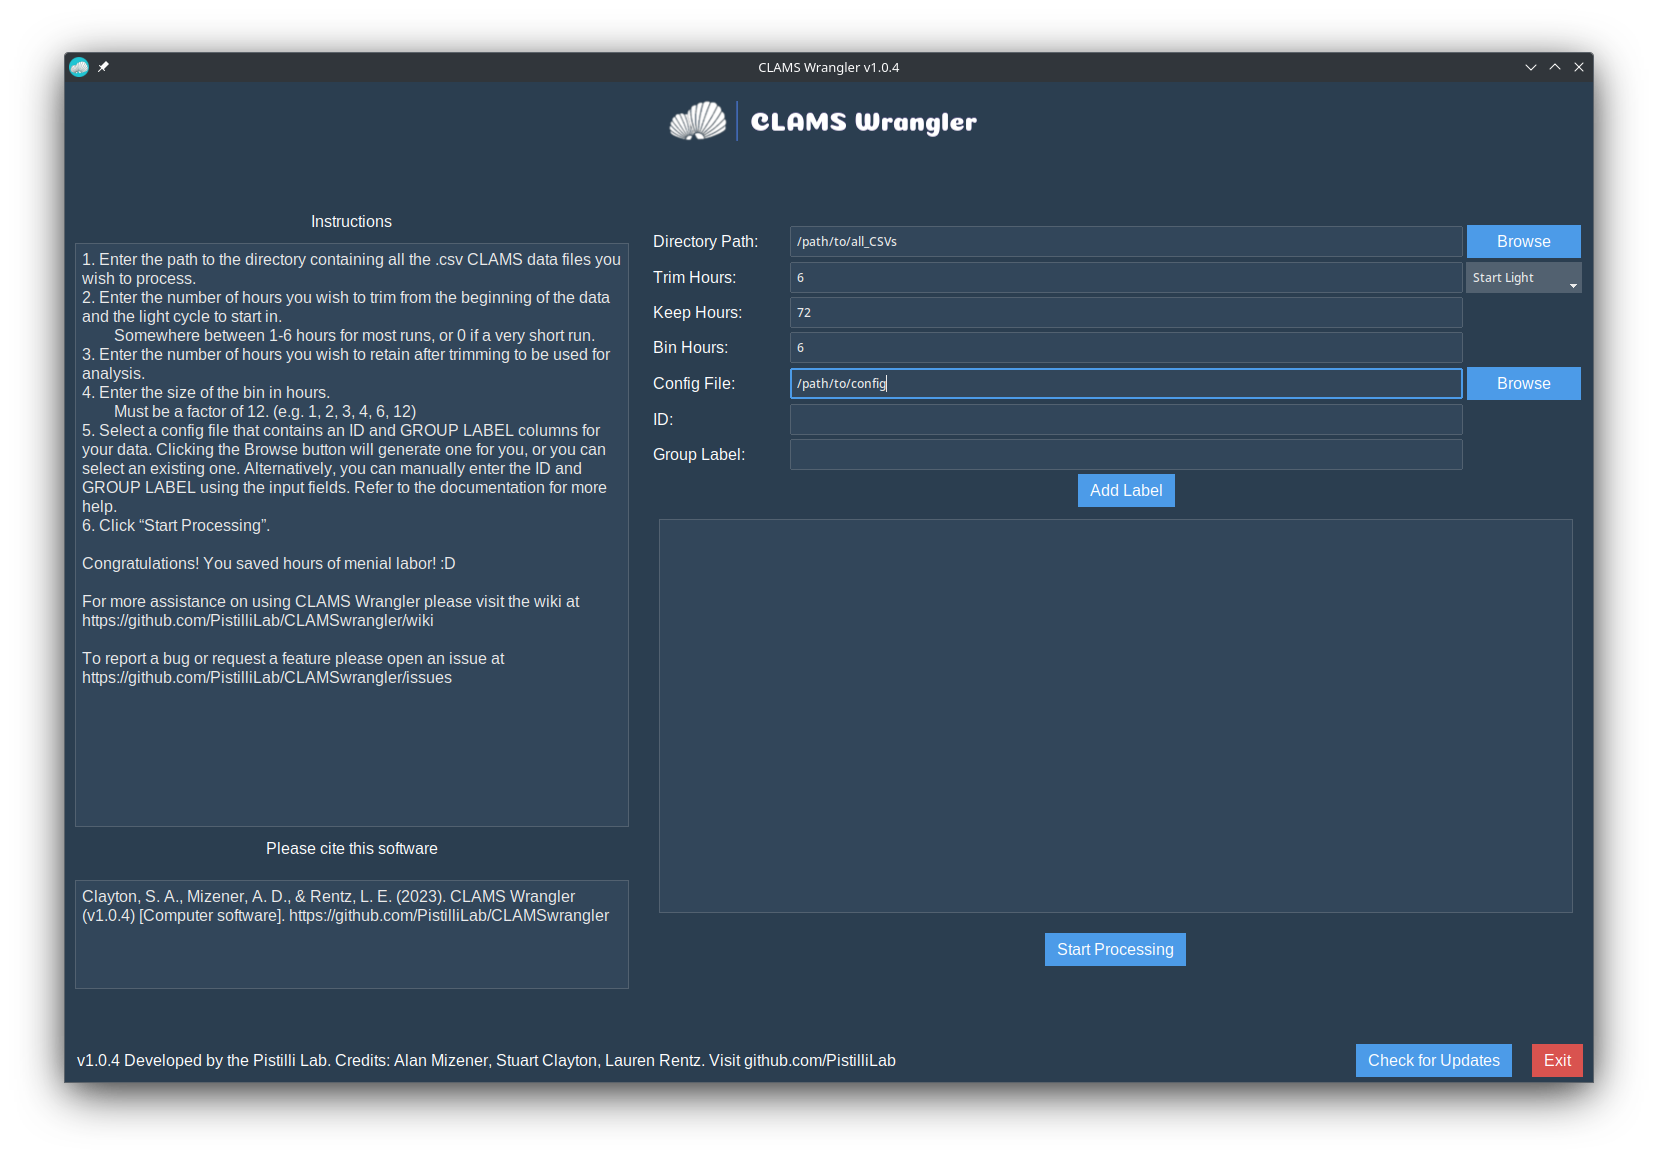 CLAMS Wrangler v1.0.4
CLAMS Wrangler
Instructions
1. Enter the path to the directory containing all the .csv CLAMS data files you
wish to process.
2. Enter the number of hours you wish to trim from the beginning of the data
and the light cycle to start in.
Somewhere between 1-6 hours for most runs, or 0 if a very short run.
3. Enter the number of hours you wish to retain after trimming to be used for
analysis.
4. Enter the size of the bin in hours.
Must be a factor of 12. (e.g. 1, 2, 3, 4, 6, 12)
5. Select a config file that contains an ID and GROUP LABEL columns for
your data. Clicking the Browse button will generate one for you, or you can
select an existing one. Alternatively, you can manually enter the ID and
GROUP LABEL using the input fields. Refer to the documentation for more
help.
6. Click “Start Processing”.
Congratulations! You saved hours of menial labor! :D
For more assistance on using CLAMS Wrangler please visit the wiki at
https://github.com/PistilliLab/CLAMSwrangler/wiki
To report a bug or request a feature please open an issue at
https://github.com/PistilliLab/CLAMSwrangler/issues
Please cite this software
Clayton, S. A., Mizener, A. D., & Rentz, L. E. (2023). CLAMS Wrangler
(v1.0.4) [Computer software]. https://github.com/PistilliLab/CLAMSwrangler
Directory Path: /path/to/all_CSVs Browse
Trim Hours: 6 Start Light
Keep Hours: 72
Bin Hours: 6
Config File: /path/to/config Browse
ID:
Group Label:
Add Label
Start Processing
v1.0.4 Developed by the Pistilli Lab. Credits: Alan Mizener, Stuart Clayton, Lauren Rentz. Visit github.com/PistilliLab
Check for Updates Exit